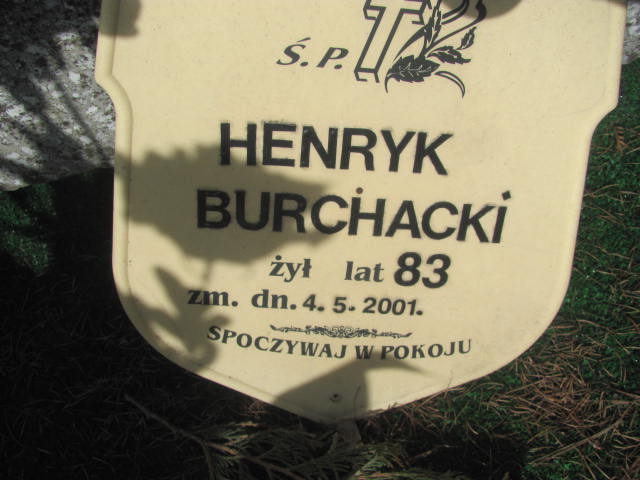 Ś.P.
HENRYK
BURCHACKI
żył lat 83
zm. dn. 4.5.2001.
SPOCZYWAJ W POKOJU